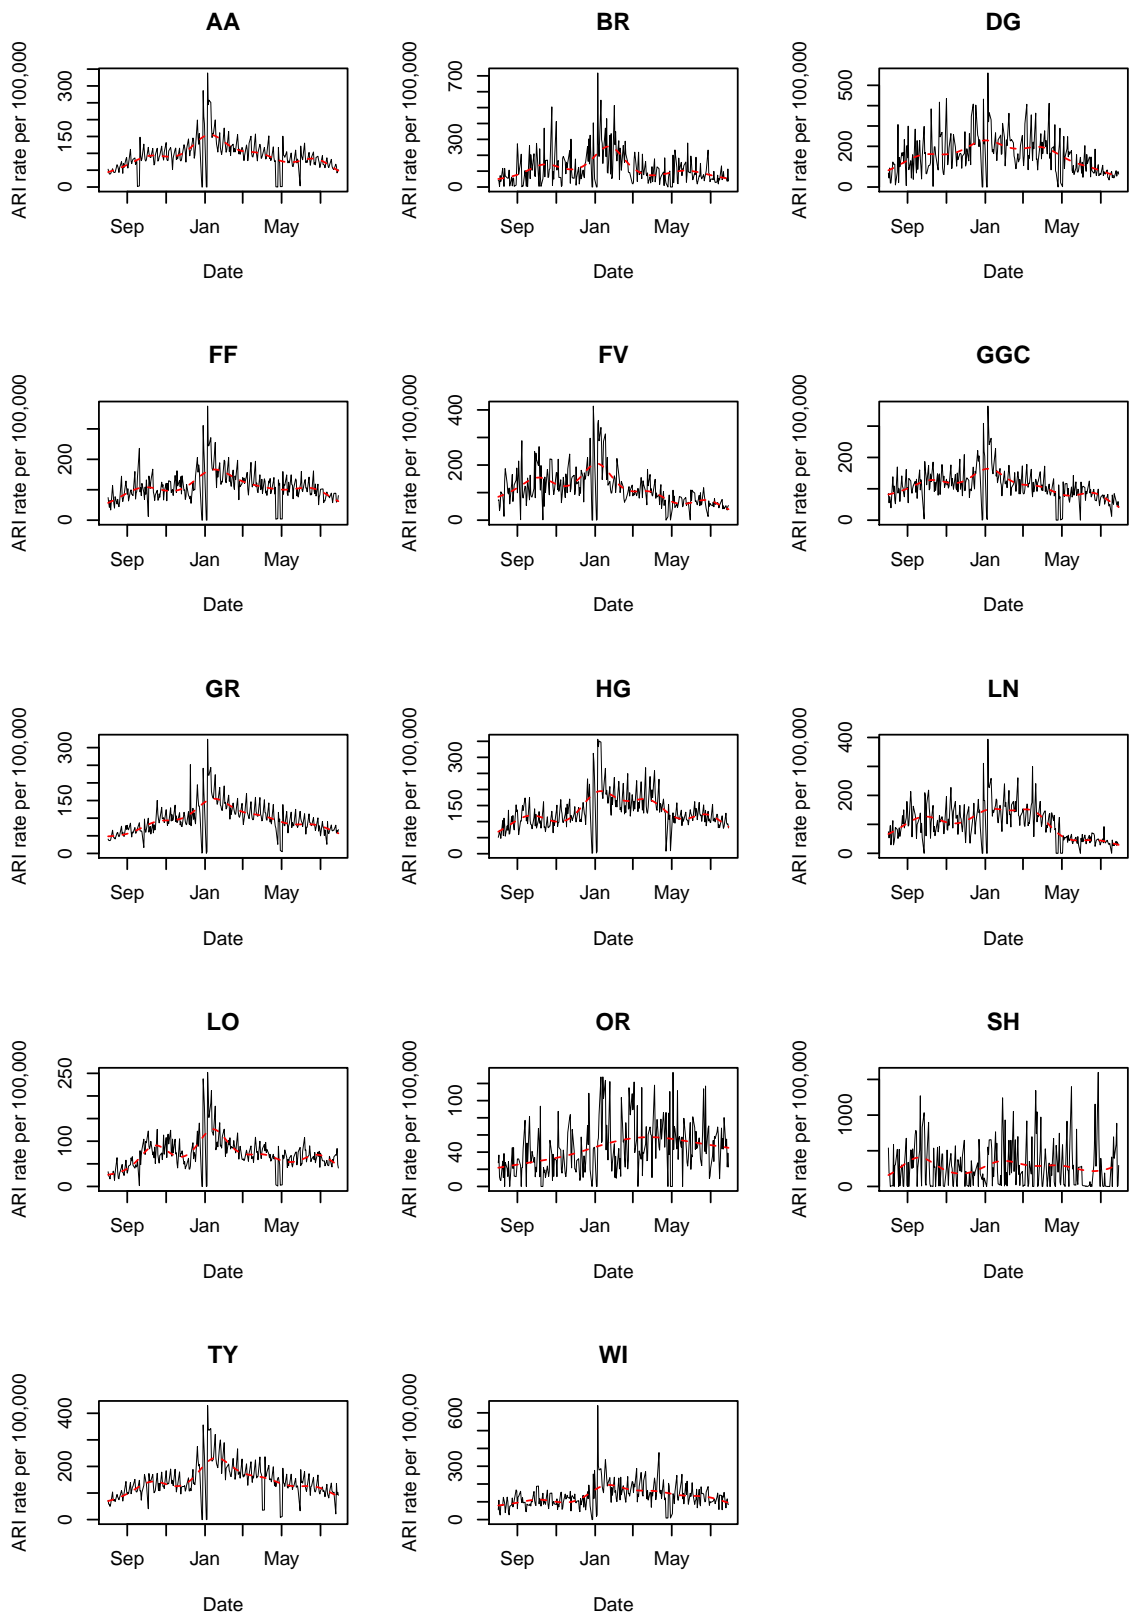 AA
ARI rate per 100,000
0 150 300
Sep Jan May
Date
BR
ARI rate per 100,000
0 300 700
Sep Jan May
Date
DG
ARI rate per 100,000
0 200 500
Sep Jan May
Date
FF
ARI rate per 100,000
0 200
Sep Jan May
Date
FV
ARI rate per 100,000
0 200 400
Sep Jan May
Date
GGC
ARI rate per 100,000
0 200
Sep Jan May
Date
GR
ARI rate per 100,000
0 150 300
Sep Jan May
Date
HG
ARI rate per 100,000
0 150 300
Sep Jan May
Date
LN
ARI rate per 100,000
0 200 400
Sep Jan May
Date
LO
ARI rate per 100,000
0 100 250
Sep Jan May
Date
OR
ARI rate per 100,000
0 40 100
Sep Jan May
Date
SH
ARI rate per 100,000
0 1000
Sep Jan May
Date
TY
ARI rate per 100,000
0 200 400
Sep Jan May
Date
WI
ARI rate per 100,000
0 300 600
Sep Jan May
Date